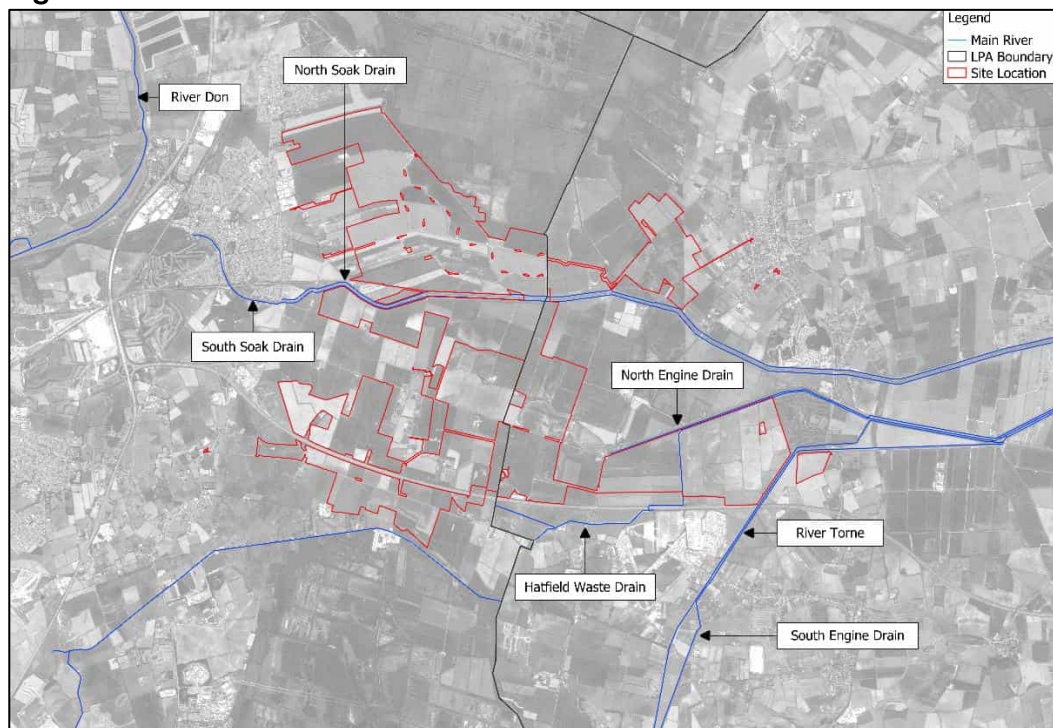 Legend
Main River
LPA Boundary
Site Location
North Soak Drain
River Don
South Soak Drain
North Engine Drain
River Torne
Hatfield Waste Drain
South Engine Drain